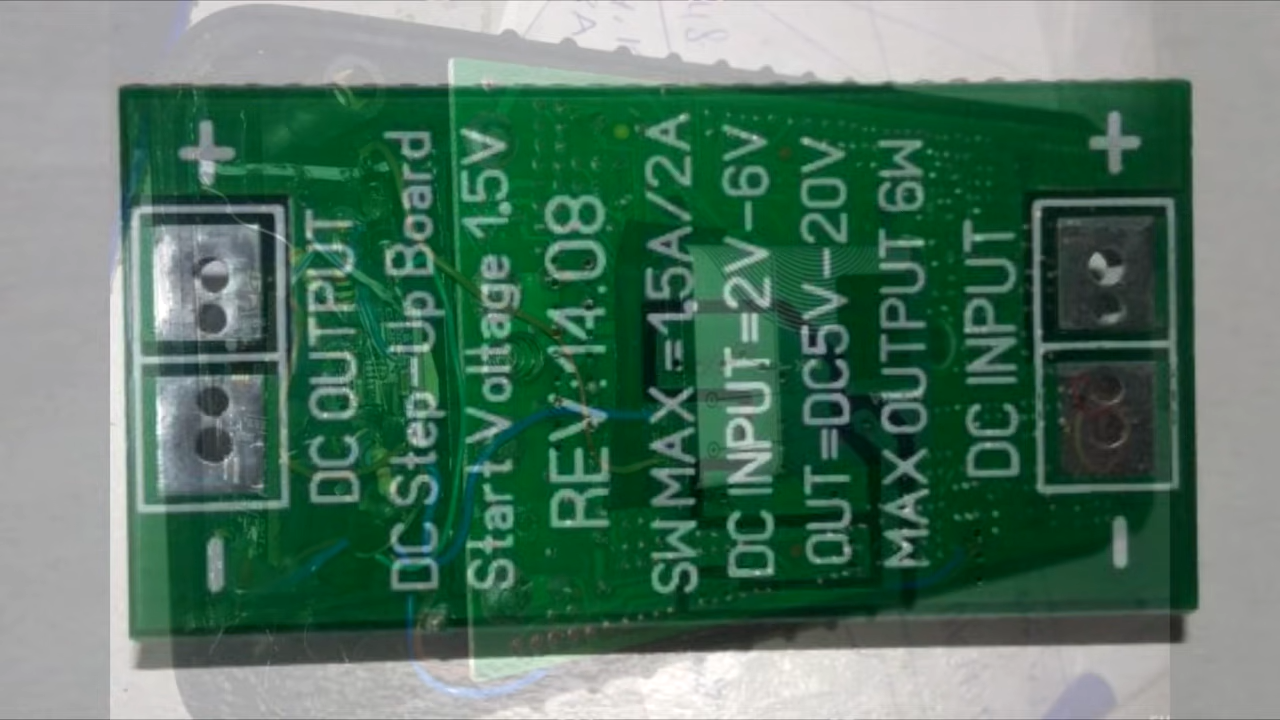 +
DC OUTPUT
DC Step-Up Board
Start Voltage 1.5V
REV:14.08
SW MAX=1.5A/2A
DC INPUT=2V-6V
OUT=DC5V-20V
MAX OUTPUT 6W
DC INPUT
+
-
-